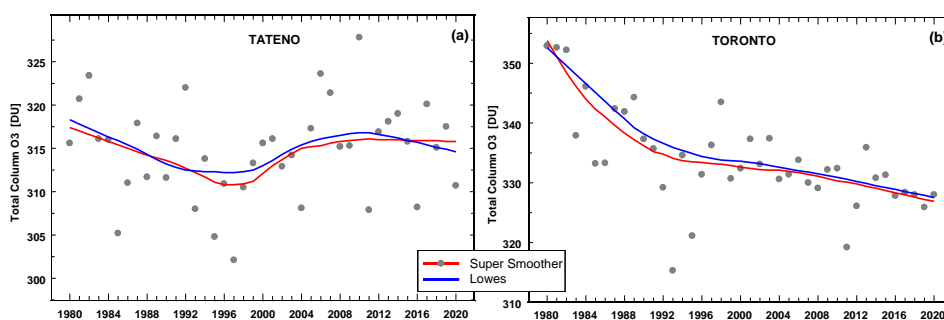 TATENO
(a)
Total Column O3 [DU]
325
320
315
310
305
300
1980 1984 1988 1992 1996 2000 2004 2008 2012 2016 2020
TORONTO
(b)
Total Column O3 [DU]
350
340
330
320
310
1980 1984 1988 1992 1996 2000 2004 2008 2012 2016 2020
Super Smoother
Lowes